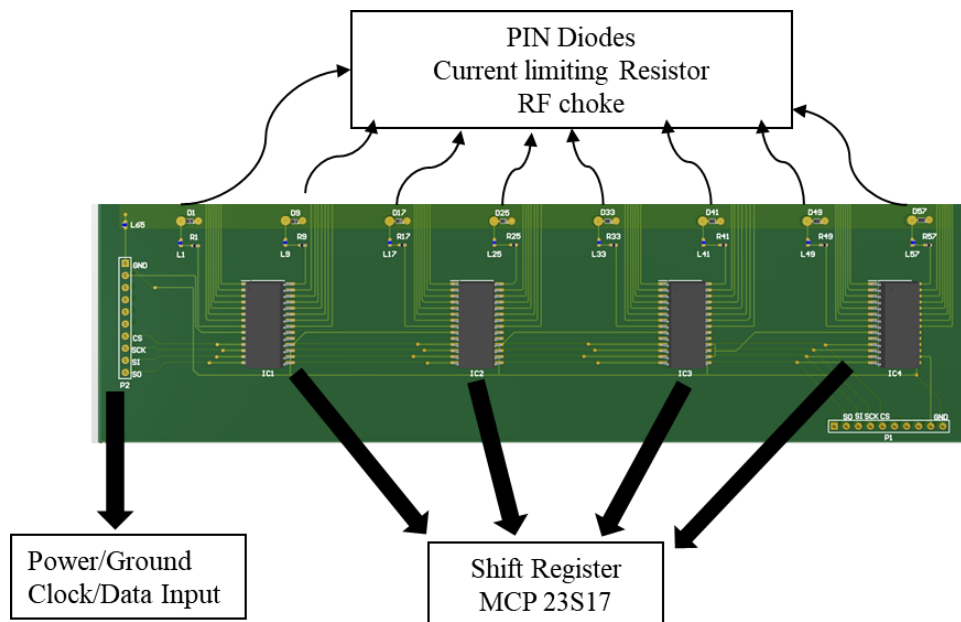 PIN Diodes
Current limiting Resistor
RF choke
D1 D9 D17 D25 D33 D41 D49 D57
L65
R1 R9 R17 R25 R33 R41 R49 R57
L1 L9 L17 L25 L33 L41 L49 L57
GND
CS
SCK
SI
SO
P2
IC1 IC2 IC3 IC4
SO SI SCK CS GND
P1
Power/Ground
Clock/Data Input
Shift Register
MCP 23S17